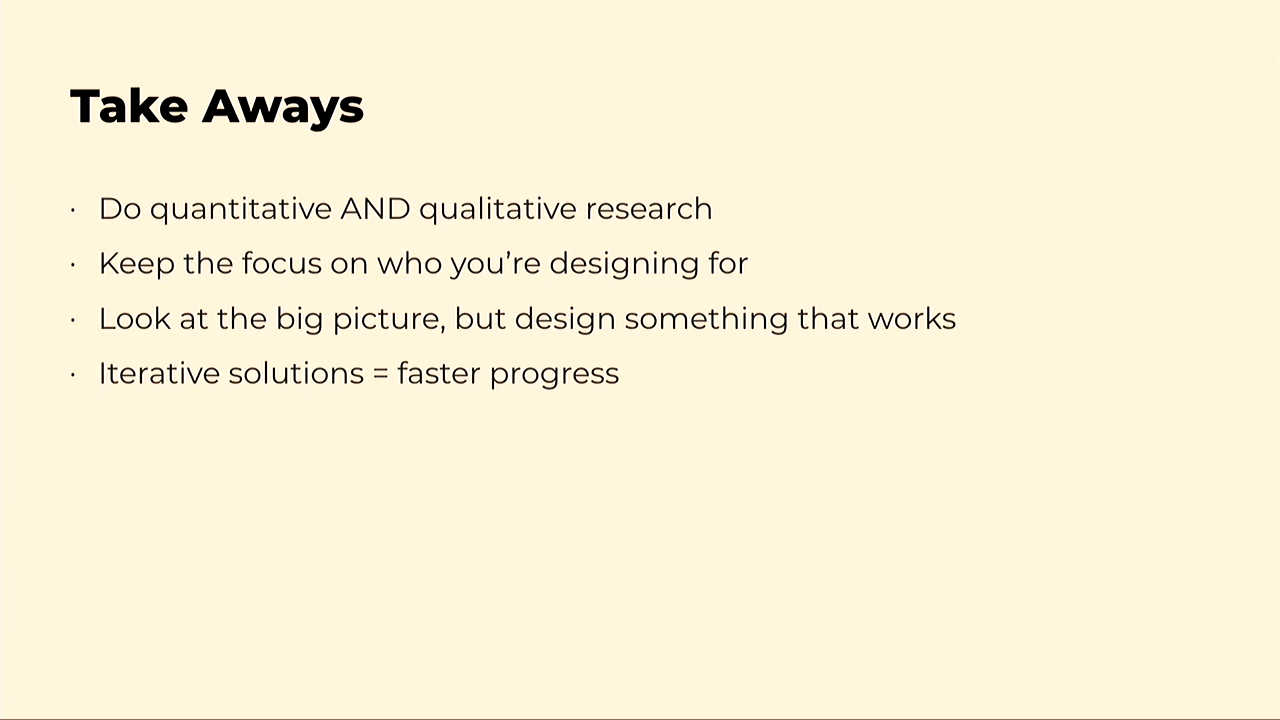 Take Aways
· Do quantitative AND qualitative research
· Keep the focus on who you’re designing for
· Look at the big picture, but design something that works
· Iterative solutions = faster progress